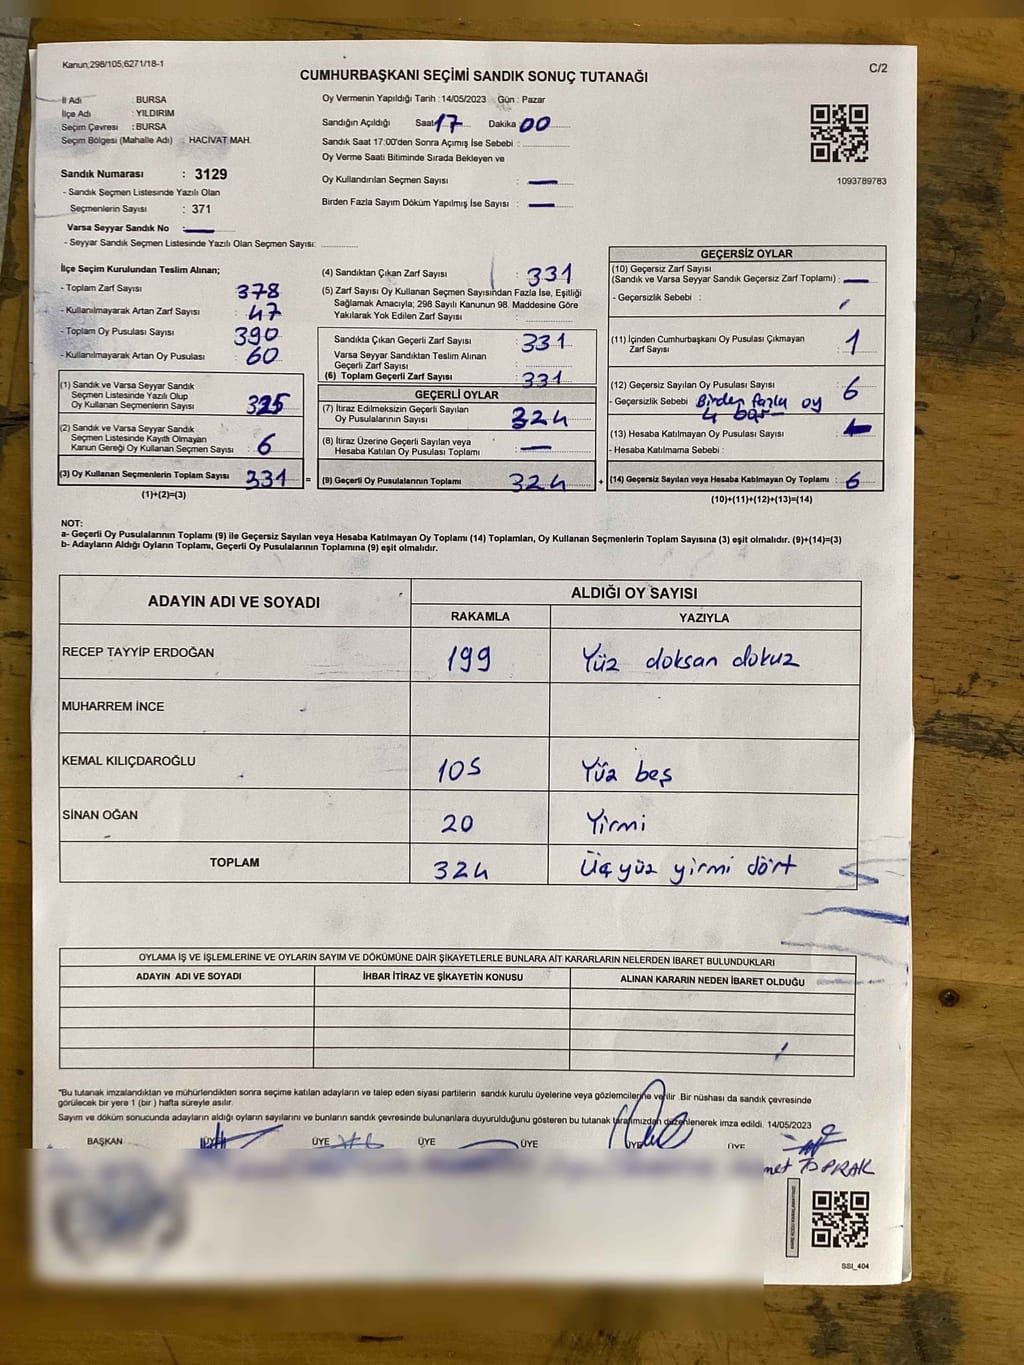 Kanun;298/105;6271/18-1
C/2
CUMHURBAŞKANI SEÇİMİ SANDIK SONUÇ TUTANAĞI
İl Adı : BURSA
İlçe Adı : YILDIRIM
Seçim Çevresi : BURSA
Seçim Bölgesi (Mahalle Adı) : HACİVAT MAH.
Sandık Numarası : 3129
- Sandık Seçmen Listesinde Yazılı Olan
Seçmenlerin Sayısı : 371
Varsa Seyyar Sandık No :
- Seyyar Sandık Seçmen Listesinde Yazılı Olan Seçmen Sayısı:
Oy Vermenin Yapıldığı Tarih : 14/05/2023 Gün : Pazar
Sandığın Açıldığı Saat 17 Dakika 00
Sandık Saat 17:00'den Sonra Açımış İse Sebebi :
Oy Verme Saati Bitiminde Sırada Bekleyen ve
Oy Kullandırılan Seçmen Sayısı : —
Birden Fazla Sayım Döküm Yapılmış İse Sayısı : —
1093789783
İlçe Seçim Kurulundan Teslim Alınan;
- Toplam Zarf Sayısı 378
- Kullanılmayarak Artan Zarf Sayısı 47
- Toplam Oy Pusulası Sayısı 390
- Kullanılmayarak Artan Oy Pusulası 60
(1) Sandık ve Varsa Seyyar Sandık
Seçmen Listesinde Yazılı Olup
Oy Kullanan Seçmenlerin Sayısı 325
(2) Sandık ve Varsa Seyyar Sandık
Seçmen Listesinde Kayıtlı Olmayan
Kanun Gereği Oy Kullanan Seçmen Sayısı : 6
(3) Oy Kullanan Seçmenlerin Toplam Sayısı : 331 =
(1)+(2)=(3)
(4) Sandıktan Çıkan Zarf Sayısı : 331
(5) Zarf Sayısı Oy Kullanan Seçmen Sayısından Fazla İse, Eşitliği
Sağlamak Amacıyla; 298 Sayılı Kanunun 98. Maddesine Göre
Yakılarak Yok Edilen Zarf Sayısı :
Sandıkta Çıkan Geçerli Zarf Sayısı : 331
Varsa Seyyar Sandıktan Teslim Alınan
Geçerli Zarf Sayısı :
(6) Toplam Geçerli Zarf Sayısı : 331
GEÇERLİ OYLAR
(7) İtiraz Edilmeksizin Geçerli Sayılan
Oy Pusulasının Sayısı : 324
(8) İtiraz Üzerine Geçerli Sayılan veya
Hesaba Katılan Oy Pusulası Toplamı : —
(9) Geçerli Oy Pusulalarının Toplamı : 324 +
GEÇERSİZ OYLAR
(10) Geçersiz Zarf Sayısı
(Sandık ve Varsa Seyyar Sandık Geçersiz Zarf Toplamı) : —
- Geçersizlik Sebebi :
(11) İçinden Cumhurbaşkanı Oy Pusulası Çıkmayan
Zarf Sayısı : 1
(12) Geçersiz Sayılan Oy Pusulası Sayısı : 6
- Geçersizlik Sebebi : Birden fazla oy
(13) Hesaba Katılmayan Oy Pusulası Sayısı :
- Hesaba Katılmama Sebebi :
(14) Geçersiz Sayılan veya Hesaba Katılmayan Oy Toplamı : 6
(10)+(11)+(12)+(13)=(14)
NOT:
a- Geçerli Oy Pusulalarının Toplamı (9) ile Geçersiz Sayılan veya Hesaba Katılmayan Oy Toplamı (14) Toplamları, Oy Kullanan Seçmenlerin Toplam Sayısına (3) eşit olmalıdır. (9)+(14)=(3)
b- Adayların Aldığı Oyların Toplamı, Geçerli Oy Pusulalarının Toplamına (9) eşit olmalıdır.
ADAYIN ADI VE SOYADI
ALDIĞI OY SAYISI
RAKAMLA YAZIYLA
RECEP TAYYİP ERDOĞAN 199 Yüz doksan dokuz
MUHARREM İNCE
KEMAL KILIÇDAROĞLU 105 Yüz beş
SİNAN OĞAN 20 Yirmi
TOPLAM 324 Üçyüz yirmi dört
OYLAMA İŞ VE İŞLEMLERİNE VE OYLARIN SAYIM VE DÖKÜMÜNE DAİR ŞİKAYETLERLE BUNLARA AİT KARARLARIN NELERDEN İBARET BULUNDUKLARI
ADAYIN ADI VE SOYADI İHBAR İTİRAZ VE ŞİKAYETİN KONUSU ALINAN KARARIN NEDEN İBARET OLDUĞU
"Bu tutanak imzalandıktan ve mühürlendikten sonra seçime katılan adayların ve talep eden siyasi partilerin sandık kurulu üyelerine veya gözlemcilerine verilir. Bir nüshası da sandık çevresinde
görülecek bir yere 1 (bir) hafta süreyle asılır.
Sayım ve döküm sonucunda adayların aldığı oyların sayılarını ve bunların sandık çevresinde bulunanlara duyurulduğunu gösteren bu tutanak tarafımızdan düzenlenerek imza edildi. 14/05/2023
BAŞKAN ÜYE ÜYE ÜYE ÜYE ÜYE ÜYE
TOPRAK
SSI_404